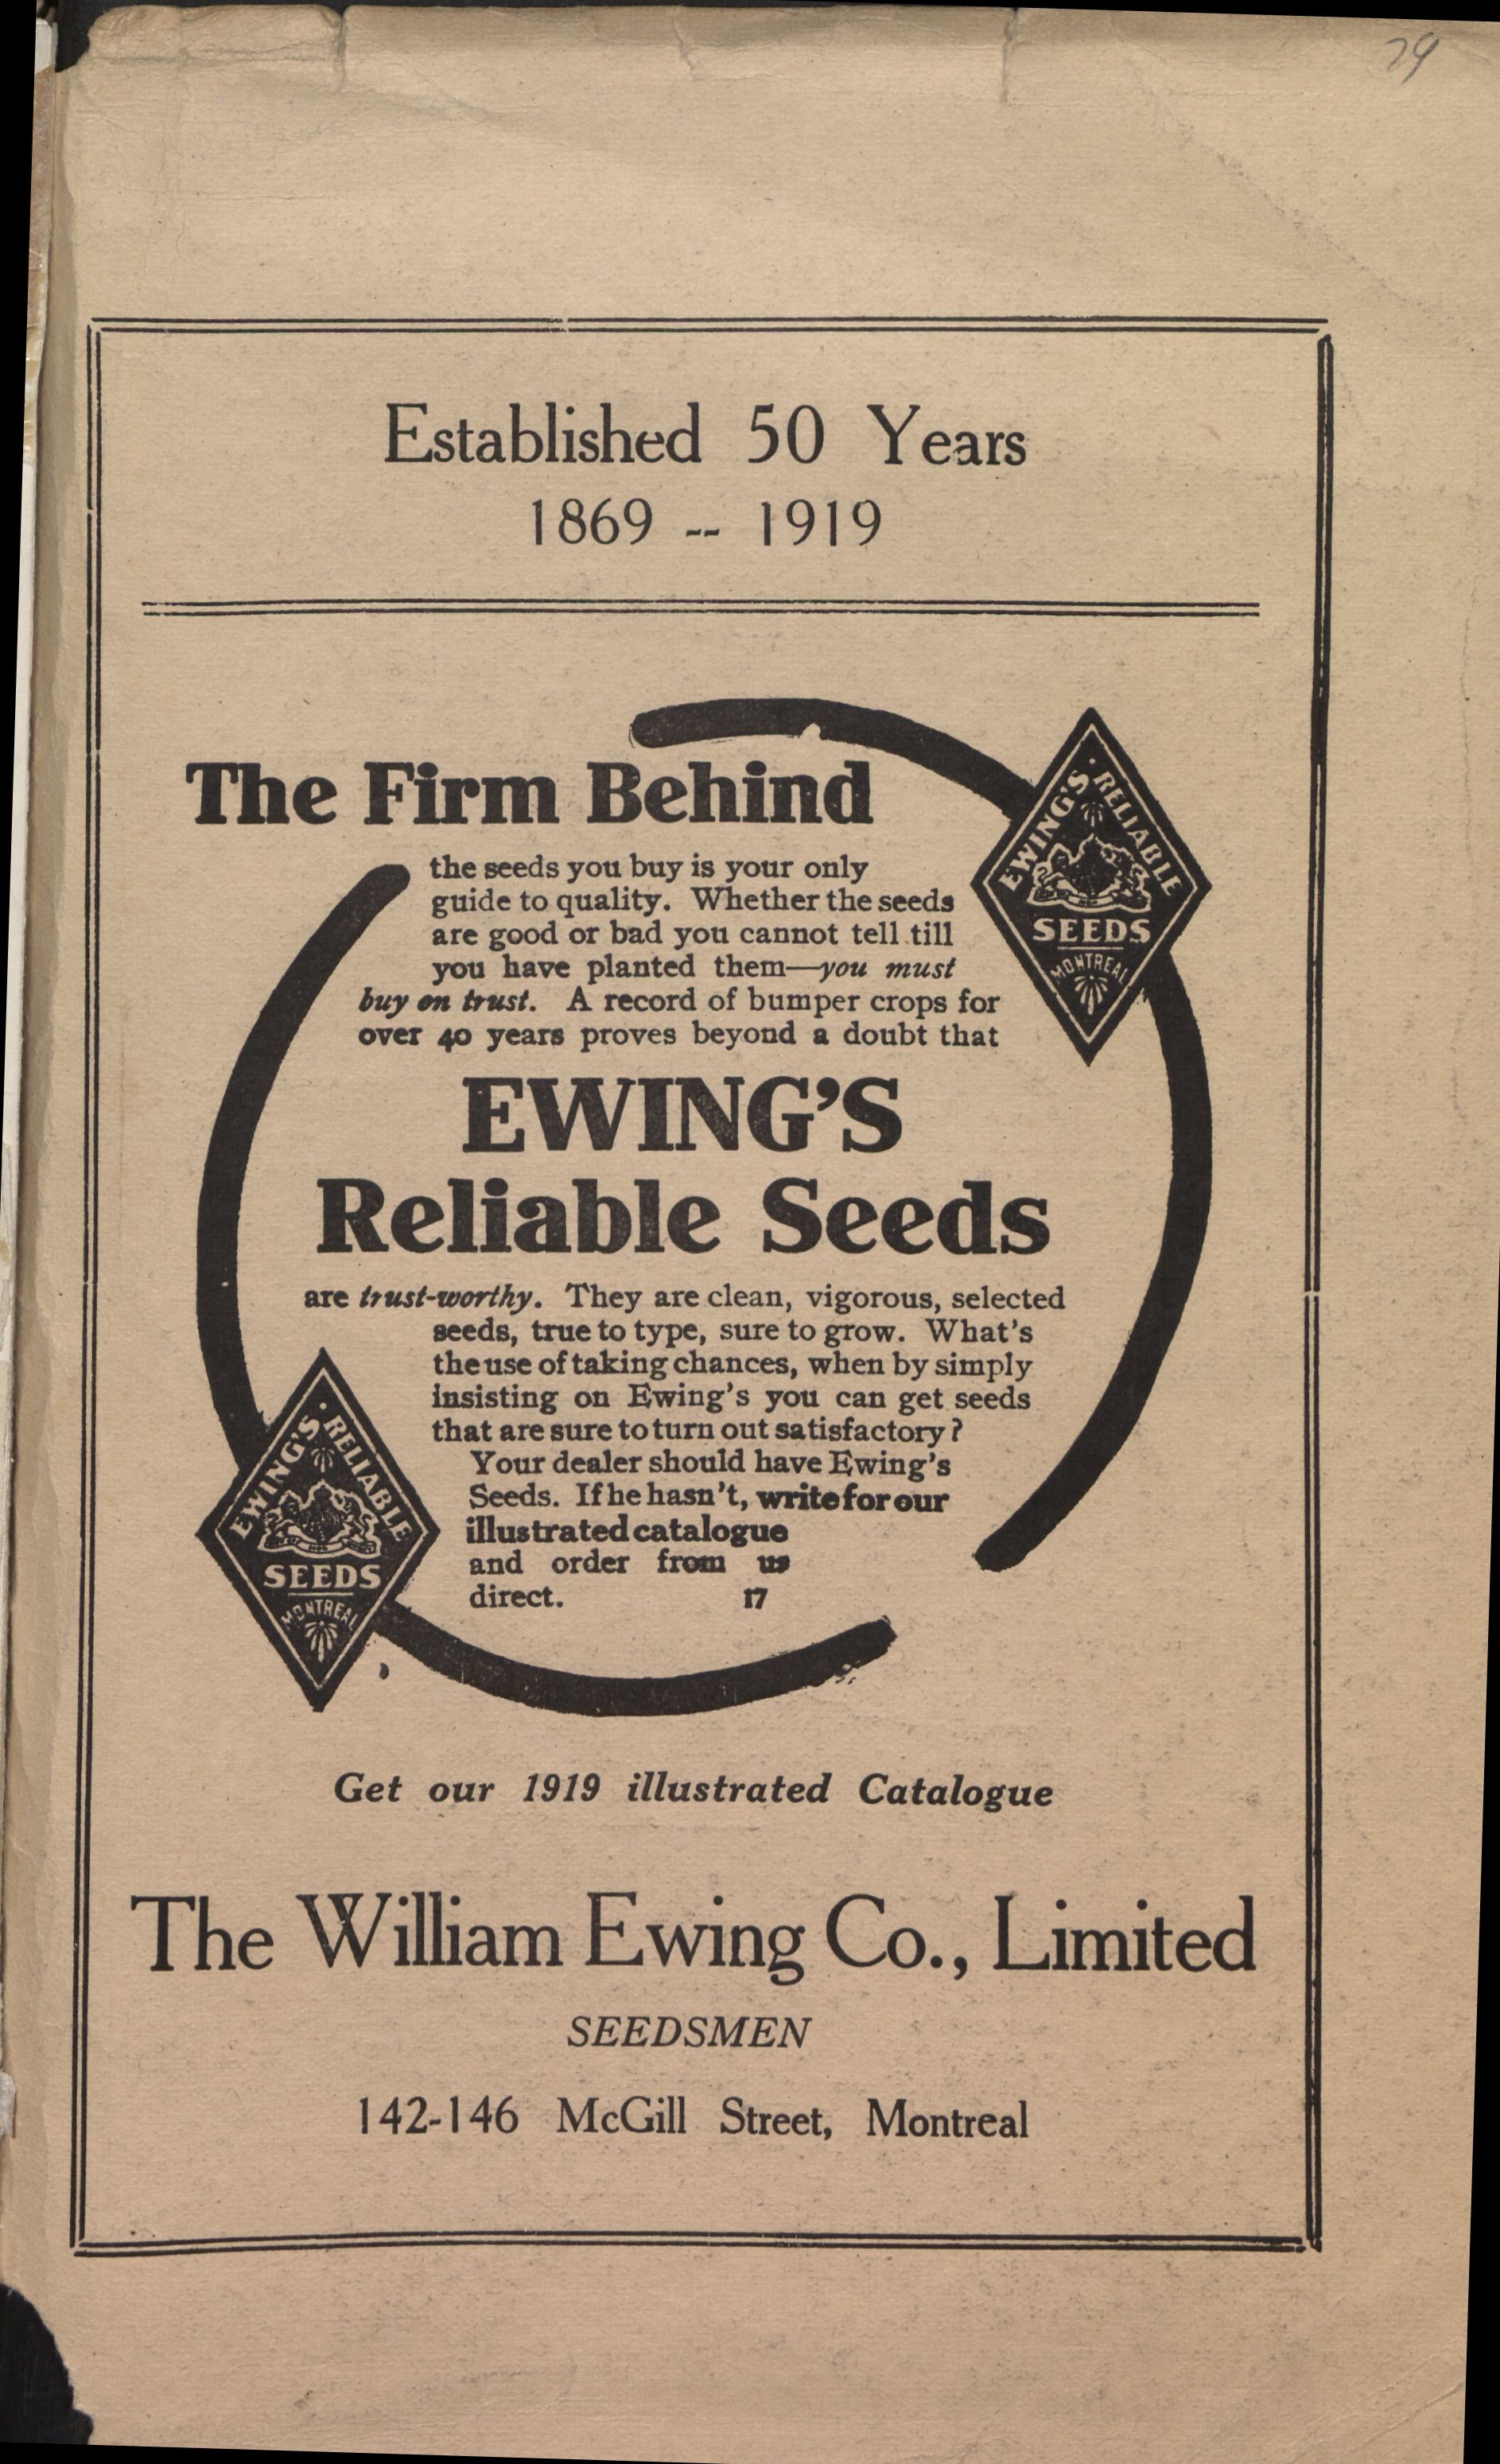 29
Established 50 Years
1869 -- 1919
The Firm Behind
the seeds you buy is your only
guide to quality. Whether the seeds
are good or bad you cannot tell till
you have planted them—you must
buy on trust. A record of bumper crops for
over 40 years proves beyond a doubt that
EWING'S · RELIABLE
SEEDS
MONTREAL
EWING'S
Reliable Seeds
are trust-worthy. They are clean, vigorous, selected
seeds, true to type, sure to grow. What's
the use of taking chances, when by simply
insisting on Ewing's you can get seeds
that are sure to turn out satisfactory?
Your dealer should have Ewing's
Seeds. If he hasn't, write for our
illustrated catalogue
and order from us
direct. 17
EWING'S · RELIABLE
SEEDS
MONTREAL
Get our 1919 illustrated Catalogue
The William Ewing Co., Limited
SEEDSMEN
142-146 McGill Street, Montreal